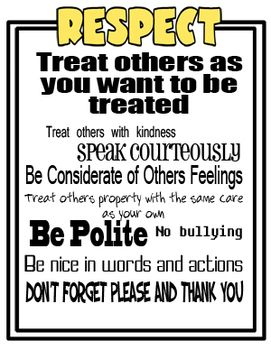 RESPECT
Treat others as
you want to be
treated
Treat others with kindness
SPEAK COURTEOUSLY
Be Considerate of Others Feelings
Treat others property with the same care
as your own
Be Polite No bullying
Be nice in words and actions
DON'T FORGET PLEASE AND THANK YOU